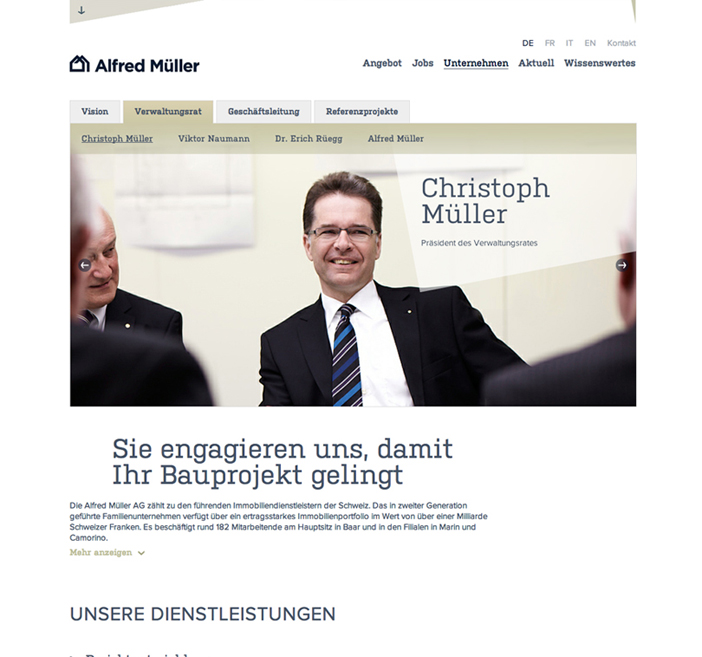 DE FR IT EN Kontakt
Alfred Müller
Angebot Jobs Unternehmen Aktuell Wissenswertes
Vision Verwaltungsrat Geschäftsleitung Referenzprojekte
Christoph Müller Viktor Naumann Dr. Erich Rüegg Alfred Müller
Christoph
Müller
Präsident des Verwaltungsrates
Sie engagieren uns, damit
Ihr Bauprojekt gelingt
Die Alfred Müller AG zählt zu den führenden Immobiliendienstleistern der Schweiz. Das in zweiter Generation
geführte Familienunternehmen verfügt über ein ertragsstarkes Immobilienportfolio im Wert von über einer Milliarde
Schweizer Franken. Es beschäftigt rund 182 Mitarbeitende am Hauptsitz in Baar und in den Filialen in Marin und
Camorino.
Mehr anzeigen
UNSERE DIENSTLEISTUNGEN